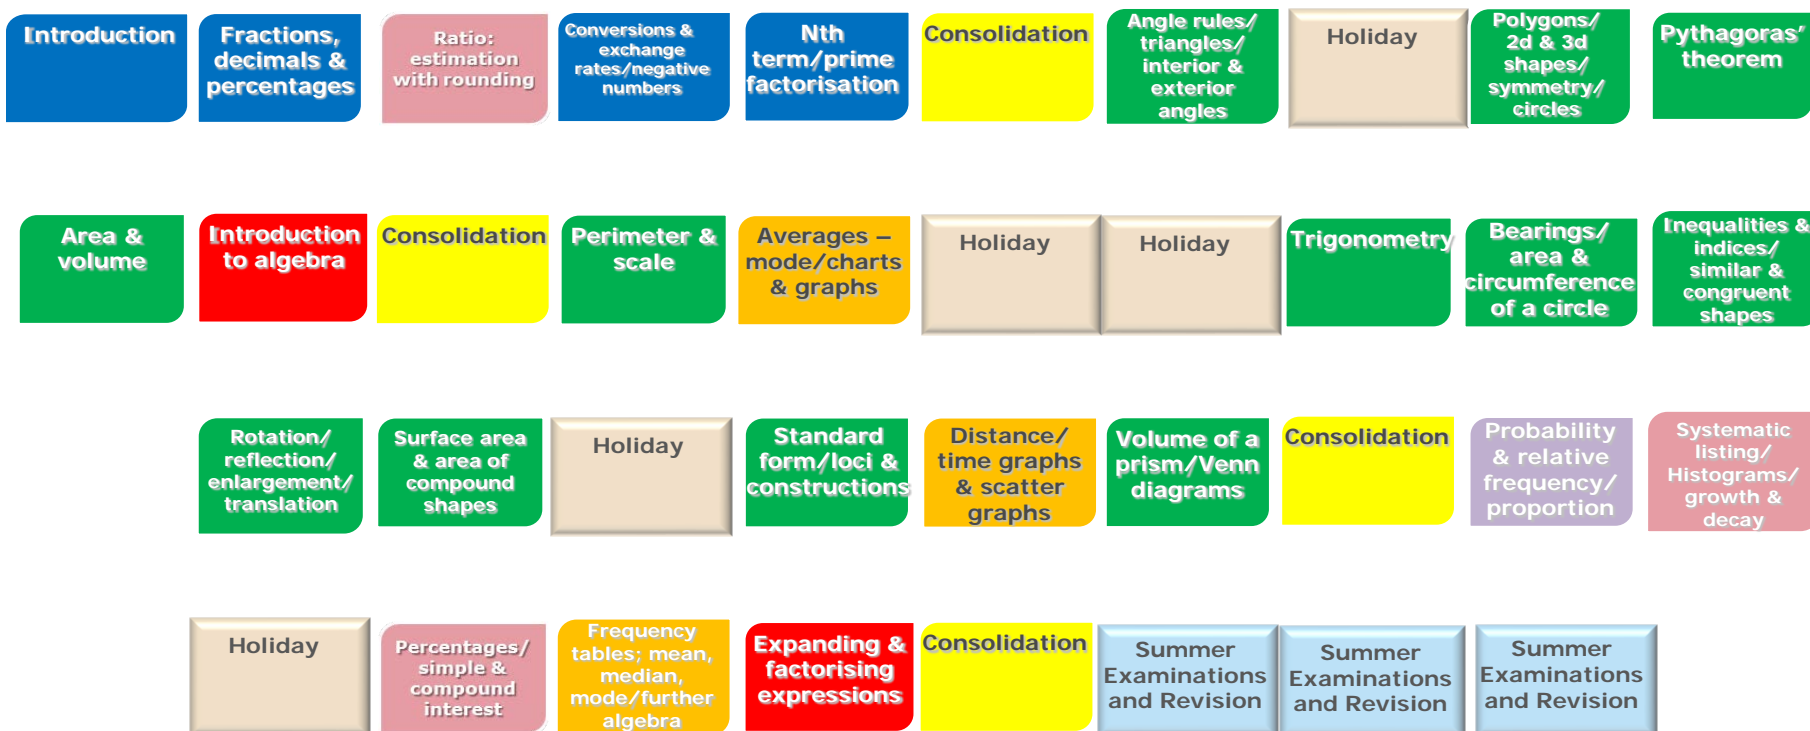 Introduction
Fractions,
decimals &
percentages
Ratio:
estimation
with rounding
Conversions &
exchange
rates/negative
numbers
Nth
term/prime
factorisation
Consolidation
Angle rules/
triangles/
interior &
exterior
angles
Holiday
Polygons/
2d & 3d
shapes/
symmetry/
circles
Pythagoras'
theorem
Area &
volume
Introduction
to algebra
Consolidation
Perimeter &
scale
Averages –
mode/charts
& graphs
Holiday
Holiday
Trigonometry
Bearings/
area &
circumference
of a circle
Inequalities &
indices/
similar &
congruent
shapes
Rotation/
reflection/
enlargement/
translation
Surface area
& area of
compound
shapes
Holiday
Standard
form/loci &
constructions
Distance/
time graphs
& scatter
graphs
Volume of a
prism/Venn
diagrams
Consolidation
Probability
& relative
frequency/
proportion
Systematic
listing/
Histograms/
growth &
decay
Holiday
Percentages/
simple &
compound
interest
Frequency
tables; mean,
median,
mode/further
algebra
Expanding &
factorising
expressions
Consolidation
Summer
Examinations
and Revision
Summer
Examinations
and Revision
Summer
Examinations
and Revision